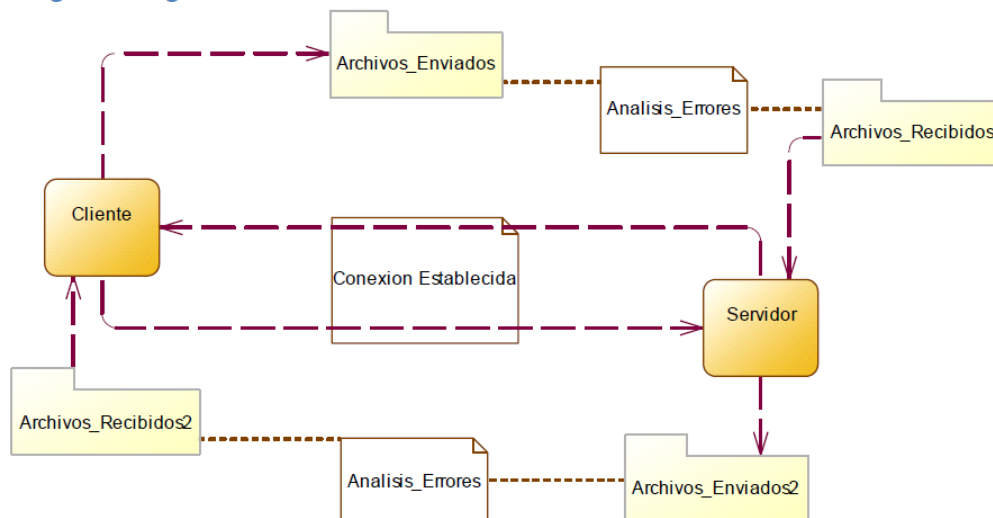 Archivos_Enviados
Analisis_Errores
Archivos_Recibidos
Cliente
Conexion Establecida
Servidor
Archivos_Recibidos2
Analisis_Errores
Archivos_Enviados2